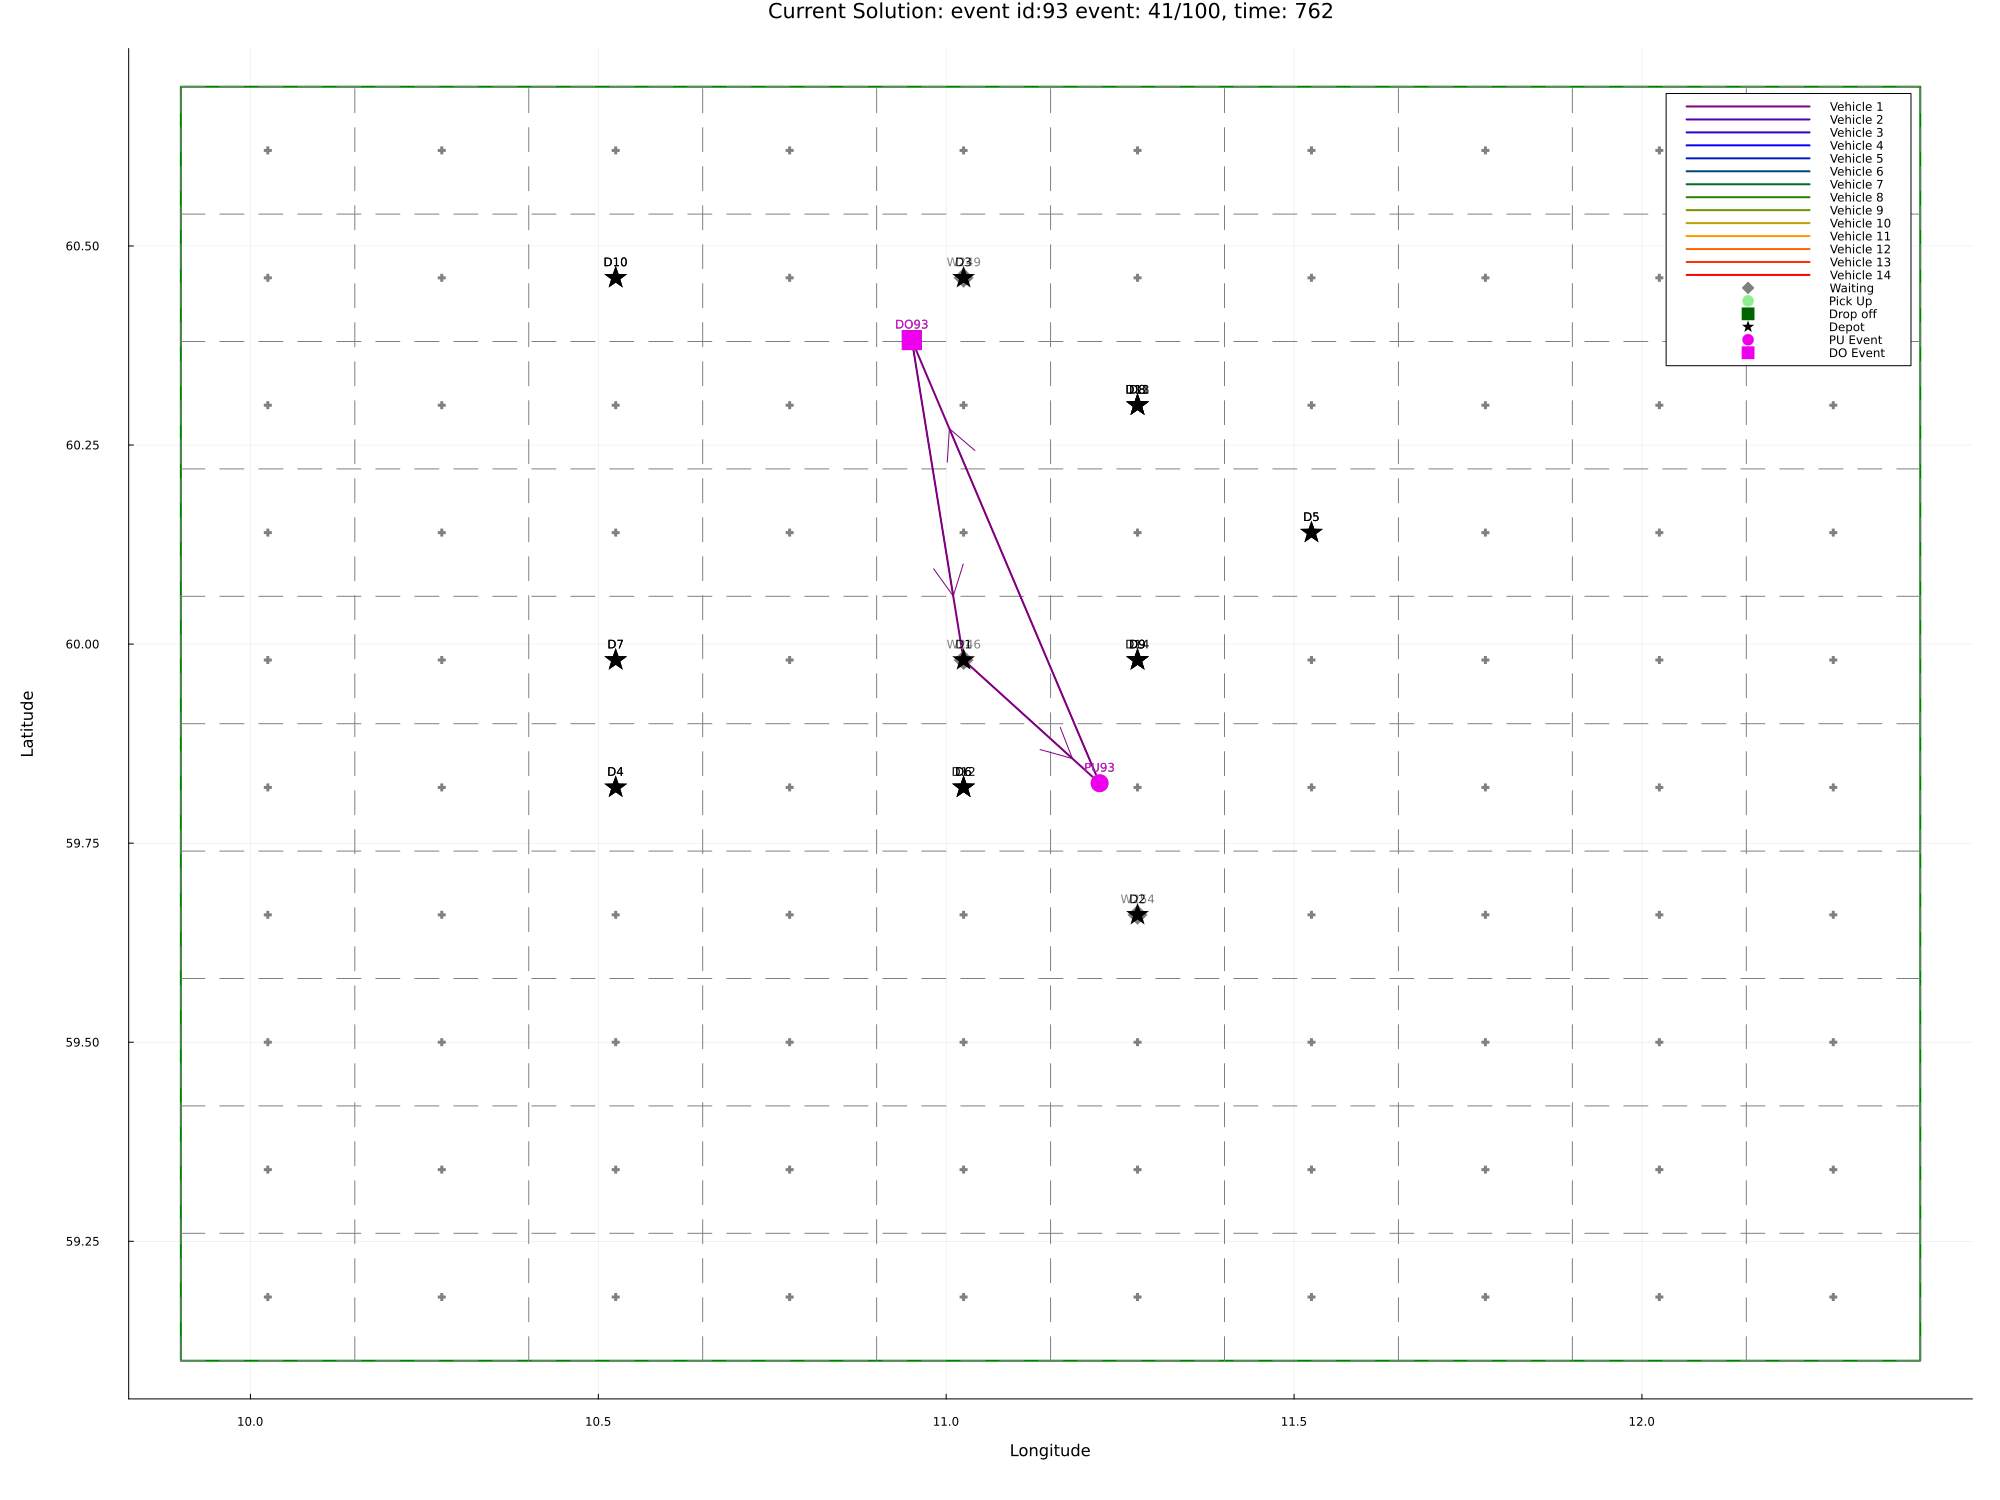 Current Solution: event id:93 event: 41/100, time: 762
Vehicle 1
Vehicle 2
Vehicle 3
Vehicle 4
Vehicle 5
Vehicle 6
Vehicle 7
Vehicle 8
Vehicle 9
Vehicle 10
Vehicle 11
Vehicle 12
Vehicle 13
Vehicle 14
Waiting
Pick Up
Drop off
Depot
PU Event
DO Event
60.50
60.25
60.00
59.75
59.50
59.25
Latitude
D10
D3
DO93
D5
D7
D1
D9
PU93
D4
D6
D2
10.0
10.5
11.0
11.5
12.0
Longitude